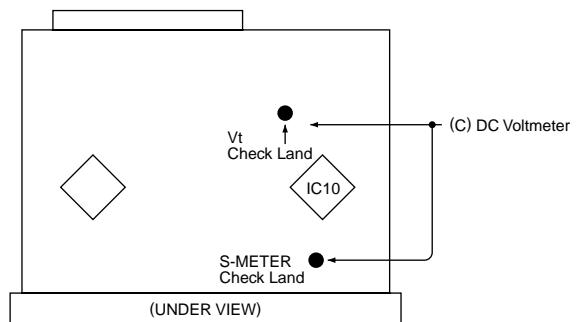 (C) DC Voltmeter
Vt
Check Land
IC10
S-METER
Check Land
(UNDER VIEW)